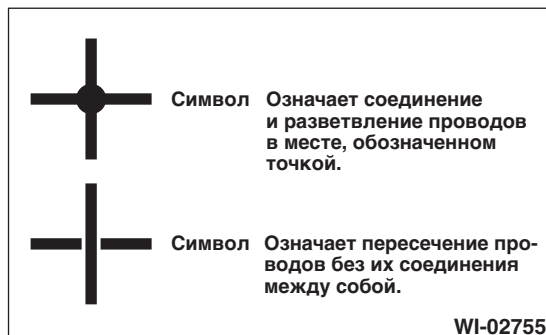 Символ Означает соединение
и разветвление проводов
в месте, обозначенном
точкой.
Символ Означает пересечение про-
водов без их соединения
между собой.
WI-02755